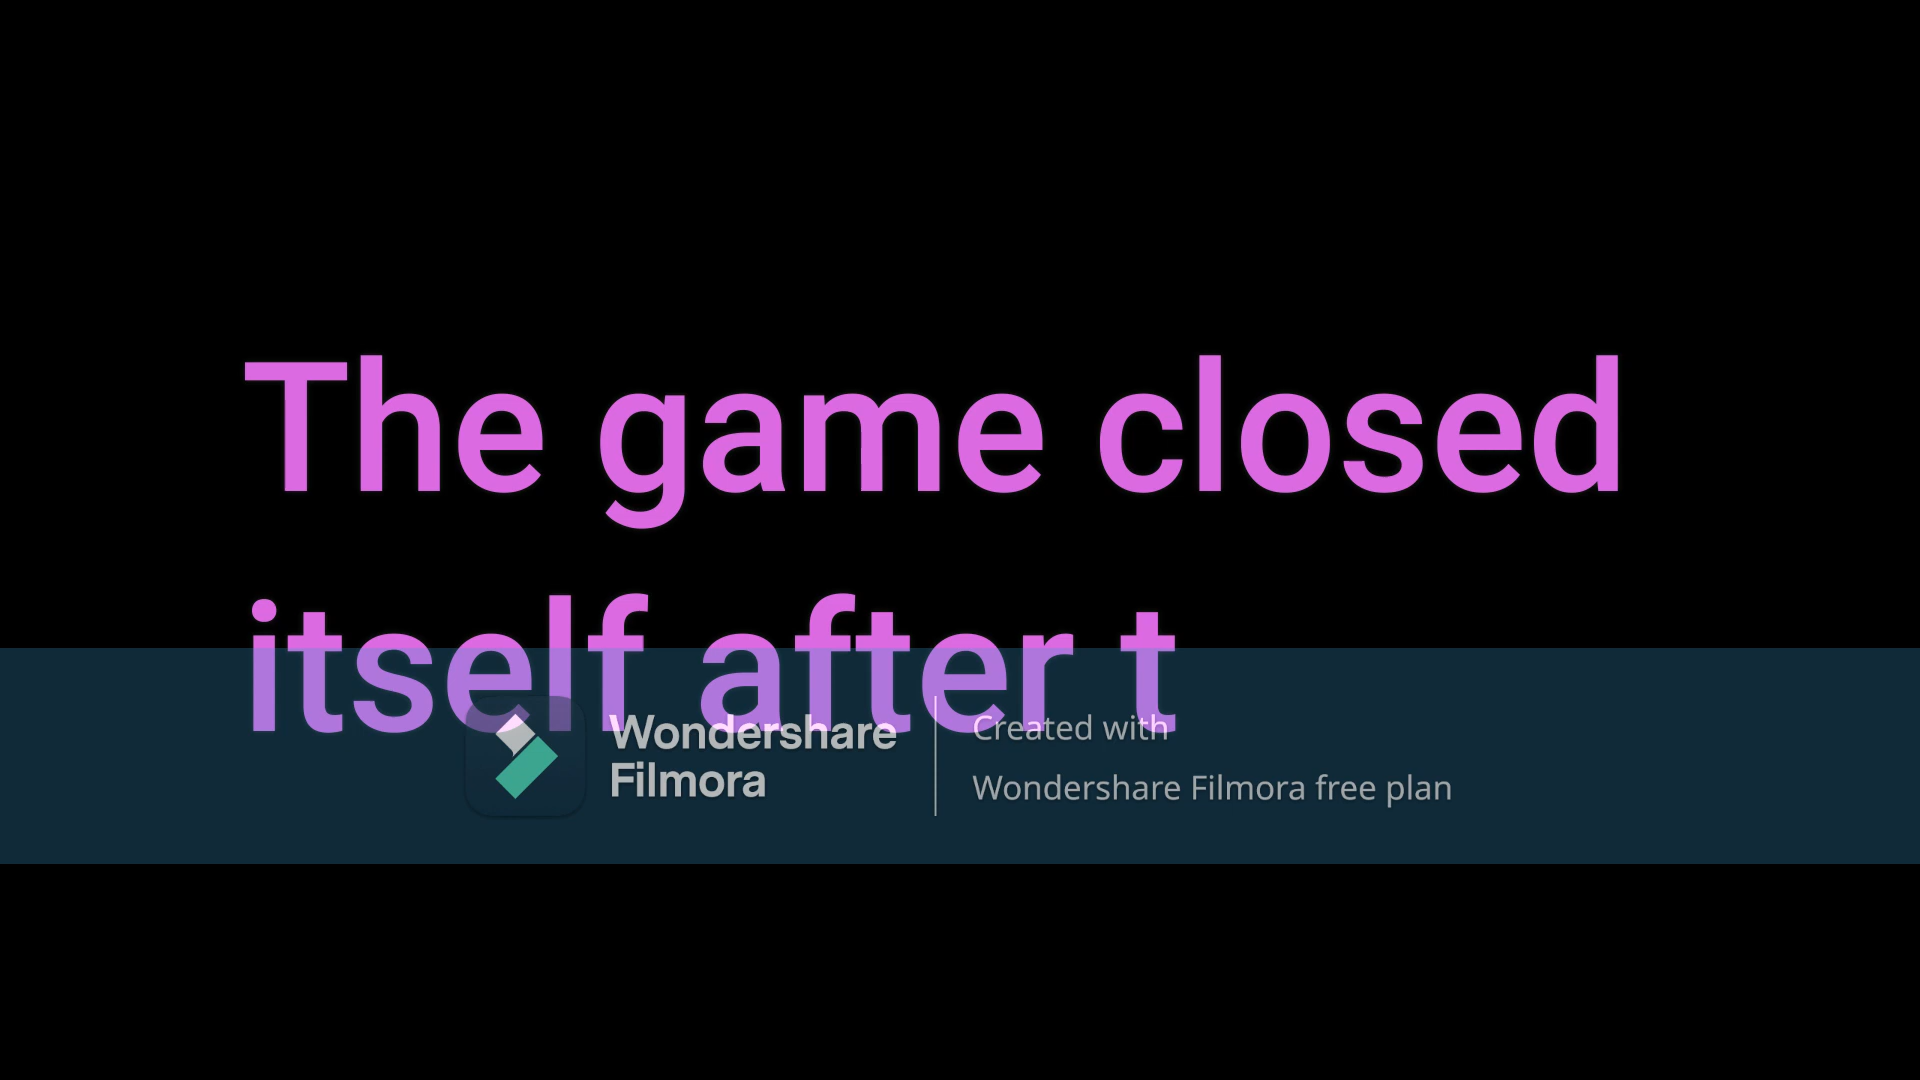 The game closed
itself after t
Wondershare
Filmora
Created with
Wondershare Filmora free plan